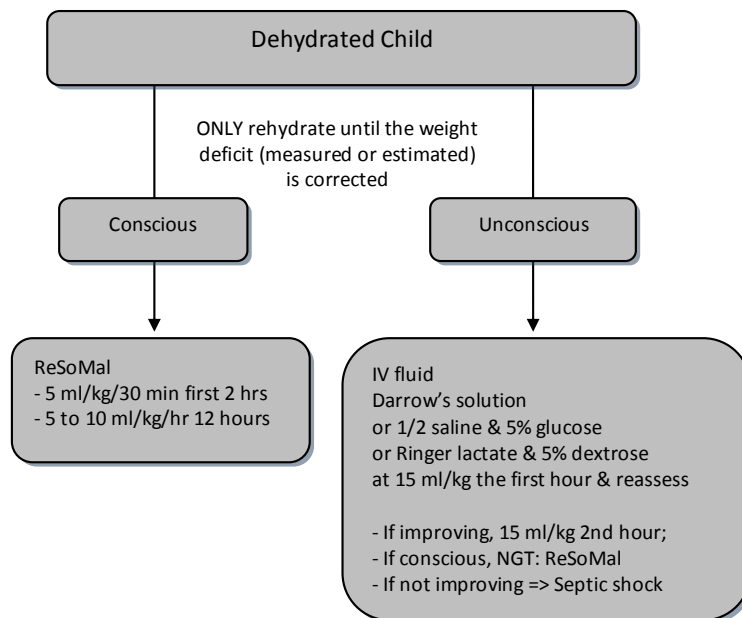 Dehydrated Child
ONLY rehydrate until the weight
deficit (measured or estimated)
is corrected
Conscious
Unconscious
ReSoMal
- 5 ml/kg/30 min first 2 hrs
- 5 to 10 ml/kg/hr 12 hours
IV fluid
Darrow’s solution
or 1/2 saline & 5% glucose
or Ringer lactate & 5% dextrose
at 15 ml/kg the first hour & reassess
- If improving, 15 ml/kg 2nd hour;
- If conscious, NGT: ReSoMal
- If not improving => Septic shock